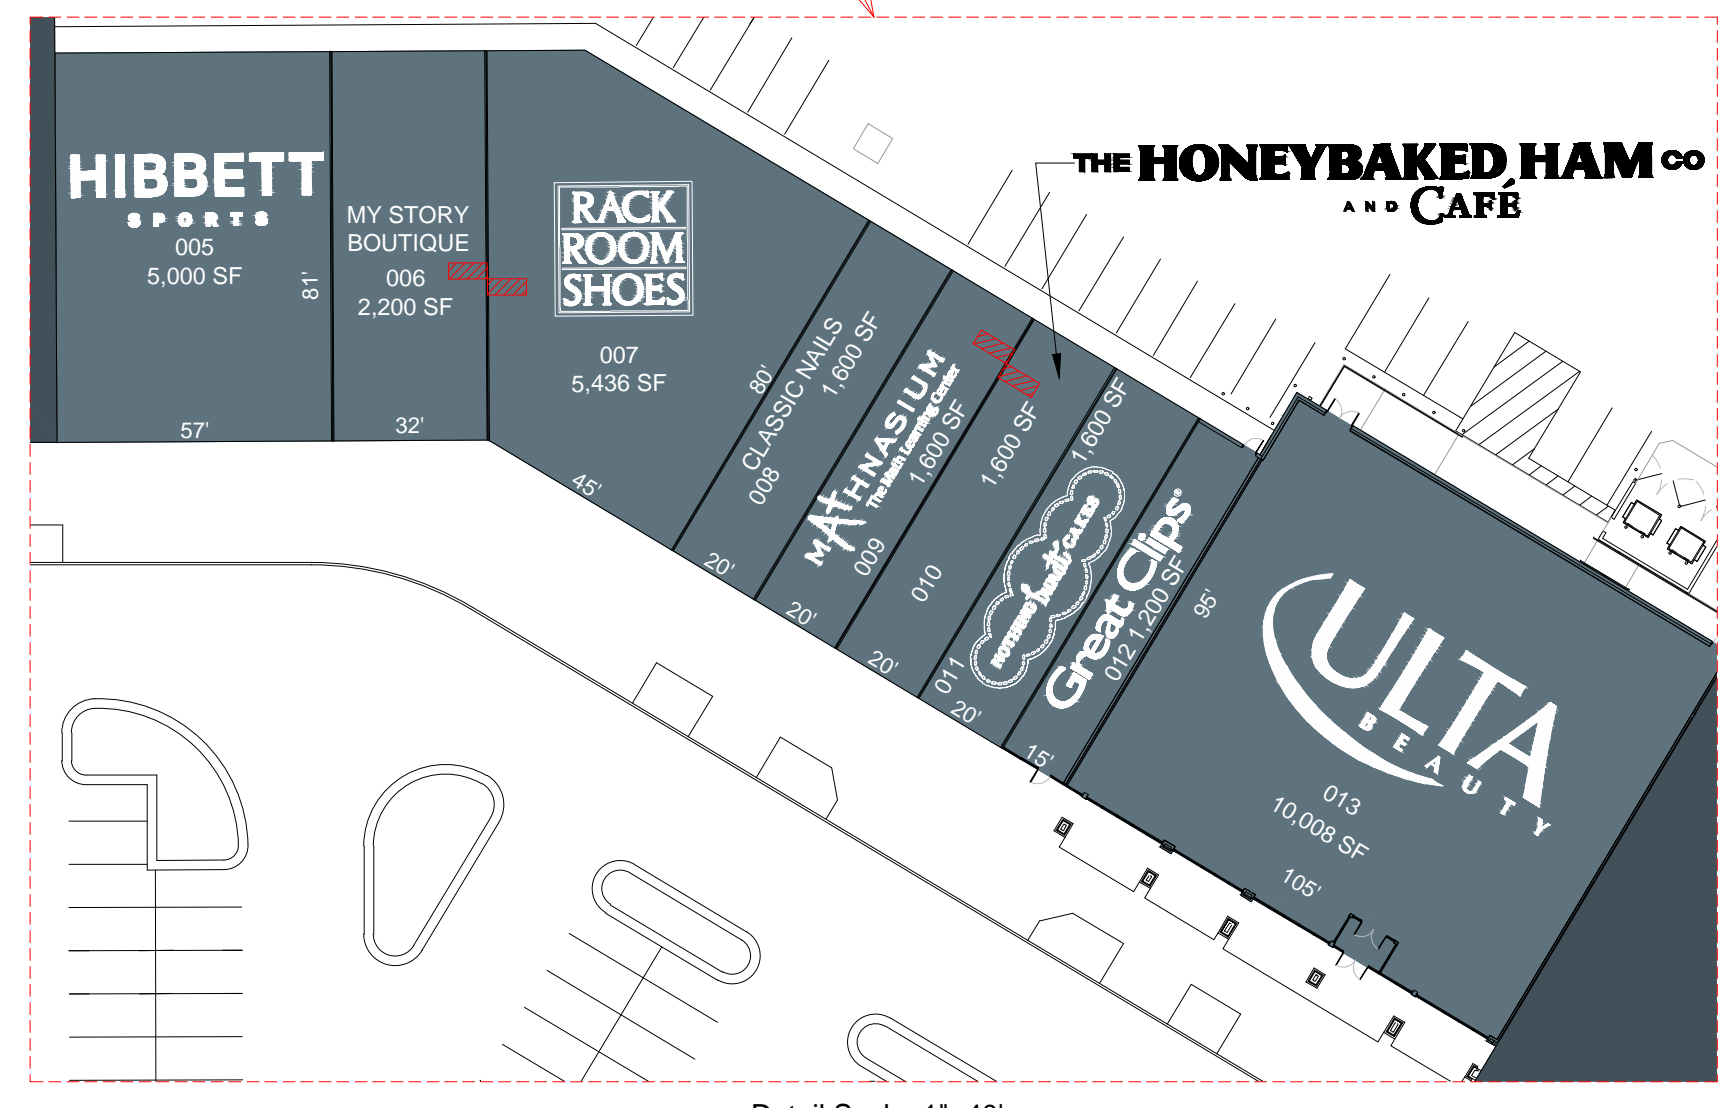 HIBBETT
SPORTS
005
5,000 SF
81'
57'
MY STORY
BOUTIQUE
006
2,200 SF
32'
RACK
ROOM
SHOES
007
5,436 SF
45'
80'
CLASSIC NAILS
008
1,600 SF
20'
MATHNASIUM
The Math Learning Center
1,600 SF
009
20'
THE HONEYBAKED HAM CO
AND CAFÉ
1,600 SF
010
20'
1,600 SF
NOTHING bundt CAKES
011
20'
Great Clips®
012 1,200 SF
15'
95'
ULTA
BEAUTY
013
10,008 SF
105'